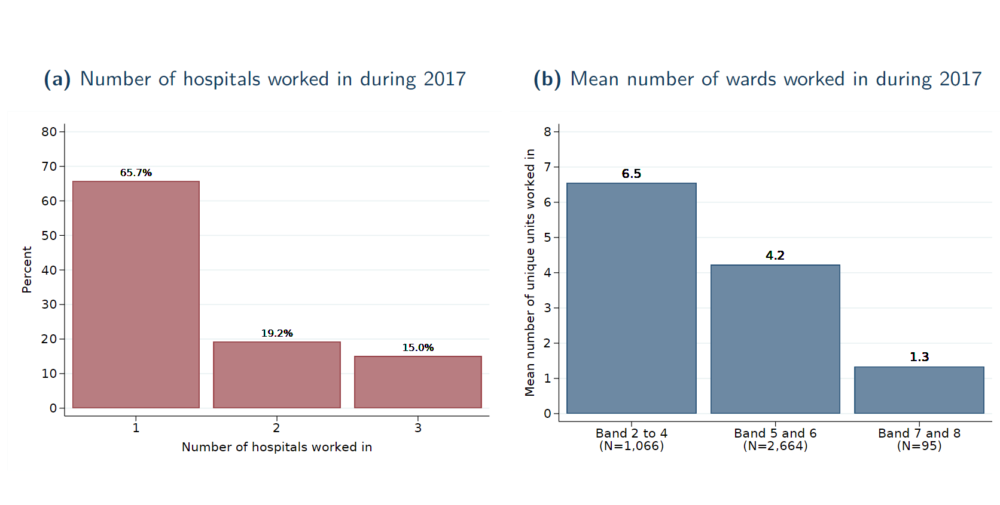 (a) Number of hospitals worked in during 2017
80
70
60
50
40
30
20
10
0
Percent
65.7%
19.2%
15.0%
1
2
3
Number of hospitals worked in
(b) Mean number of wards worked in during 2017
8
7
6
5
4
3
2
1
0
Mean number of unique units worked in
6.5
4.2
1.3
Band 2 to 4
(N=1,066)
Band 5 and 6
(N=2,664)
Band 7 and 8
(N=95)